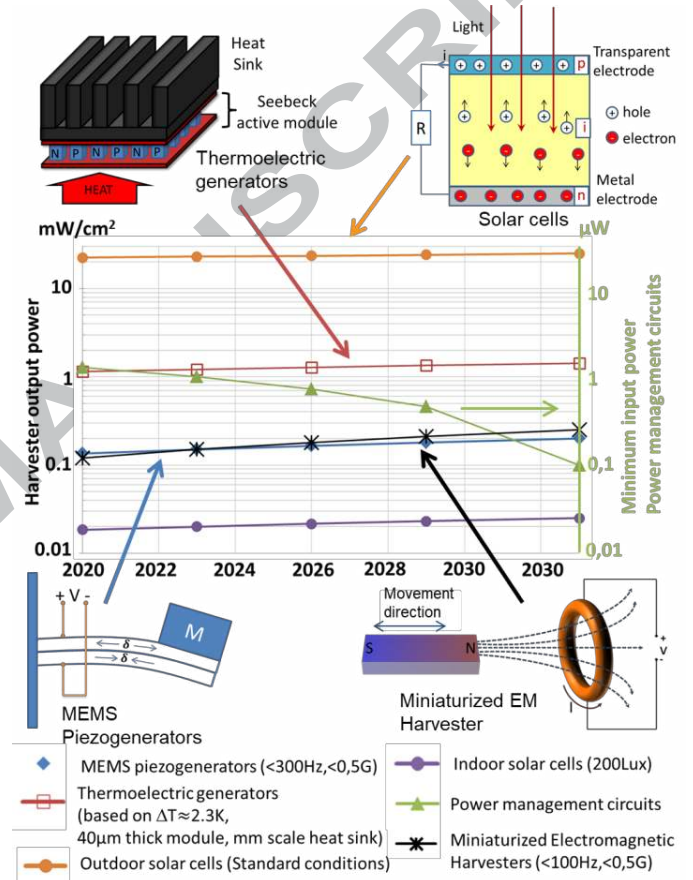 Heat
Sink
Seebeck
active module
N P N P N P
HEAT
Thermoelectric
generators
Light
i
R
p
i
n
Transparent
electrode
hole
electron
Metal
electrode
Solar cells
MANUSCRIPT
mW/cm²
µW
Harvester output power
10
1
0.1
0.01
10
1
0,1
0,01
Minimum input power
Power management circuits
2020 2022 2024 2026 2028 2030 2030
+ V -
δ
δ
M
MEMS
Piezogenerators
Movement
direction
S N
Miniaturized EM
Harvester
I
+
V
-
MEMS piezogenerators (<300Hz,<0,5G)
Thermoelectric generators
(based on ΔT≈2.3K,
40µm thick module, mm scale heat sink)
Outdoor solar cells (Standard conditions)
Indoor solar cells (200Lux)
Power management circuits
Miniaturized Electromagnetic
Harvesters (<100Hz,<0,5G)